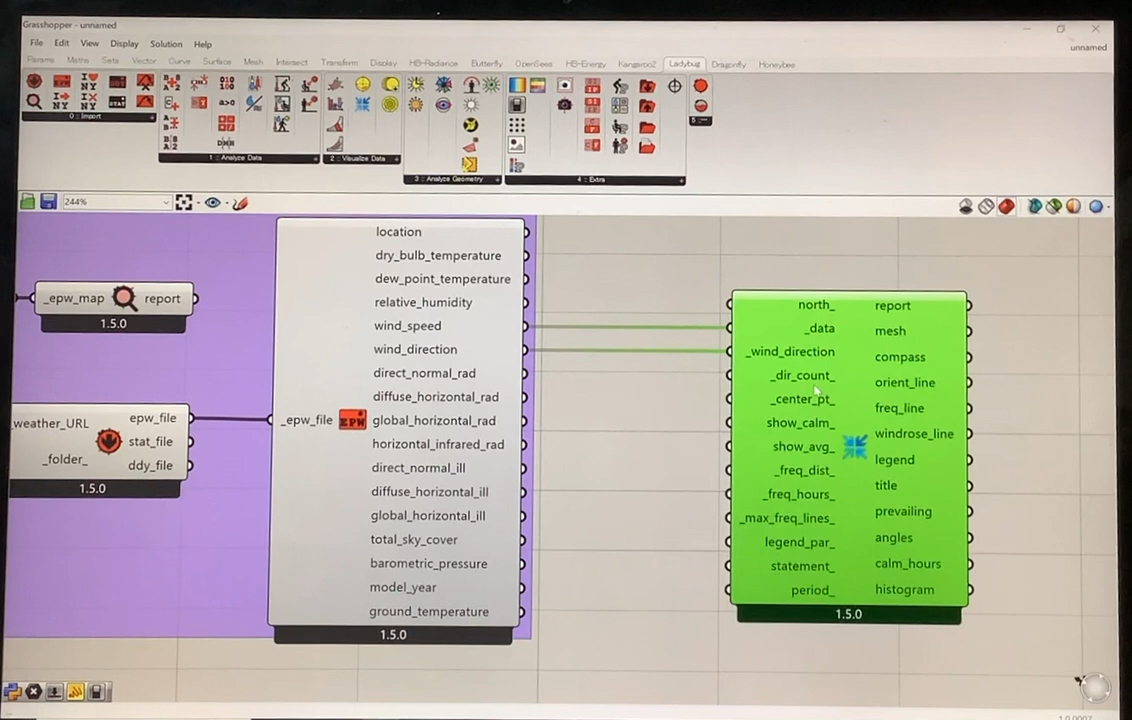 Grasshopper - unnamed
File Edit View Display Solution Help
unnamed
Params Maths Sets Vector Curve Surface Mesh Intersect Transform Display HB-Radiance Butterfly OpenSees HB-Energy Kangaroo2 Ladybug Dragonfly Honeybee
0 :: Import
1 :: Analyze Data
2 :: Visualize Data
3 :: Analyze Geometry
4 :: Extra
244%
_epw_map report
1.5.0
weather_URL epw_file
stat_file
_folder_ ddy_file
1.5.0
_epw_file EPW
location
dry_bulb_temperature
dew_point_temperature
relative_humidity
wind_speed
wind_direction
direct_normal_rad
diffuse_horizontal_rad
global_horizontal_rad
horizontal_infrared_rad
direct_normal_ill
diffuse_horizontal_ill
global_horizontal_ill
total_sky_cover
barometric_pressure
model_year
ground_temperature
1.5.0
north_
_data
_wind_direction
_dir_count_
_center_pt_
show_calm_
show_avg_
_freq_dist_
_freq_hours_
_max_freq_lines_
legend_par_
statement_
period_
report
mesh
compass
orient_line
freq_line
windrose_line
legend
title
prevailing
angles
calm_hours
histogram
1.5.0